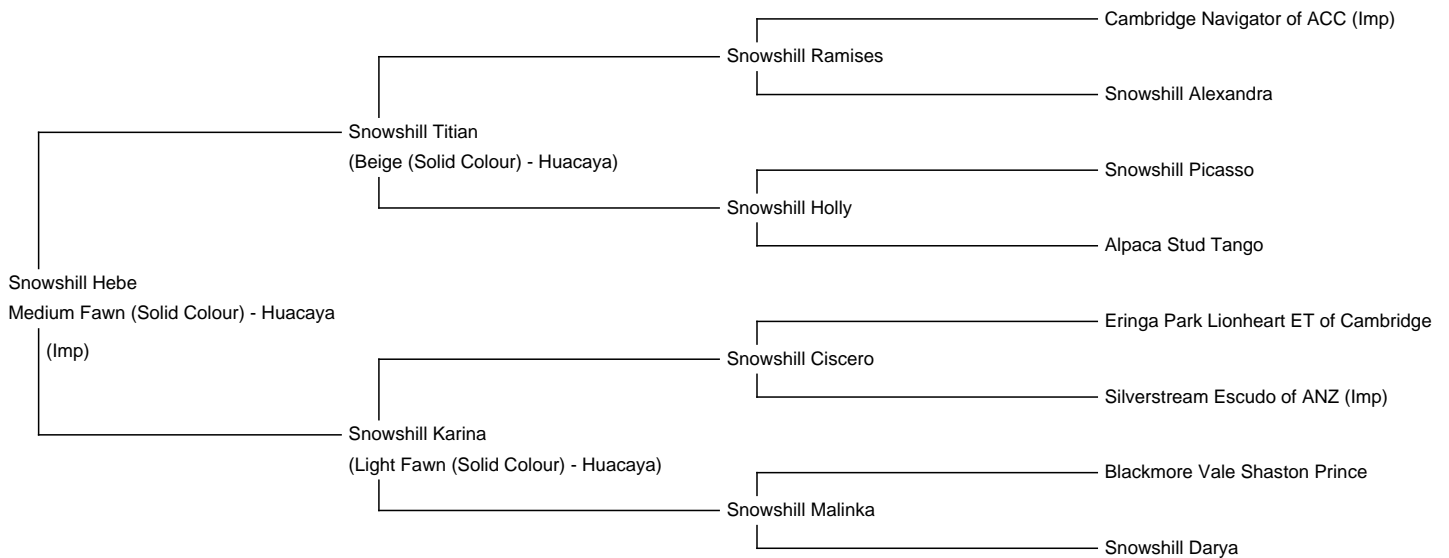 Cambridge Navigator of ACC (Imp)
Snowshill Ramises
Snowshill Alexandra
Snowshill Titian
(Beige (Solid Colour) - Huacaya)
Snowshill Picasso
Snowshill Holly
Alpaca Stud Tango
Snowshill Hebe
Medium Fawn (Solid Colour) - Huacaya
(Imp)
Eringa Park Lionheart ET of Cambridge
Snowshill Ciscero
Silverstream Escudo of ANZ (Imp)
Snowshill Karina
(Light Fawn (Solid Colour) - Huacaya)
Blackmore Vale Shaston Prince
Snowshill Malinka
Snowshill Darya